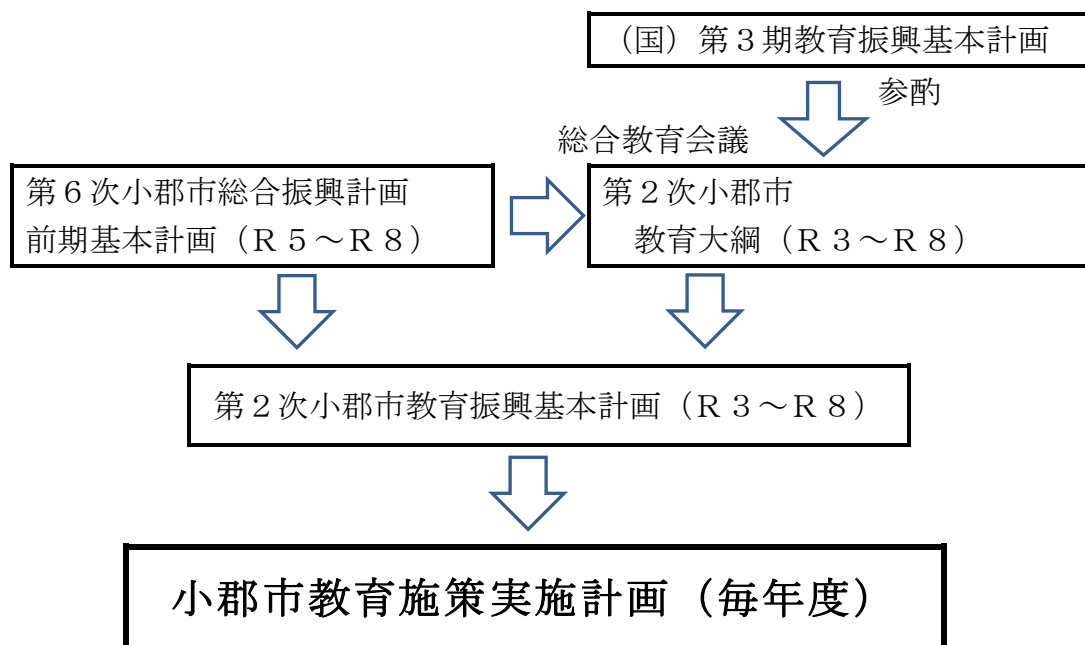 （国）第３期教育振興基本計画
参酌
総合教育会議
第６次小郡市総合振興計画
前期基本計画（Ｒ５～Ｒ８）
第２次小郡市
教育大綱（Ｒ３～Ｒ８）
第２次小郡市教育振興基本計画（Ｒ３～Ｒ８）
小郡市教育施策実施計画（毎年度）